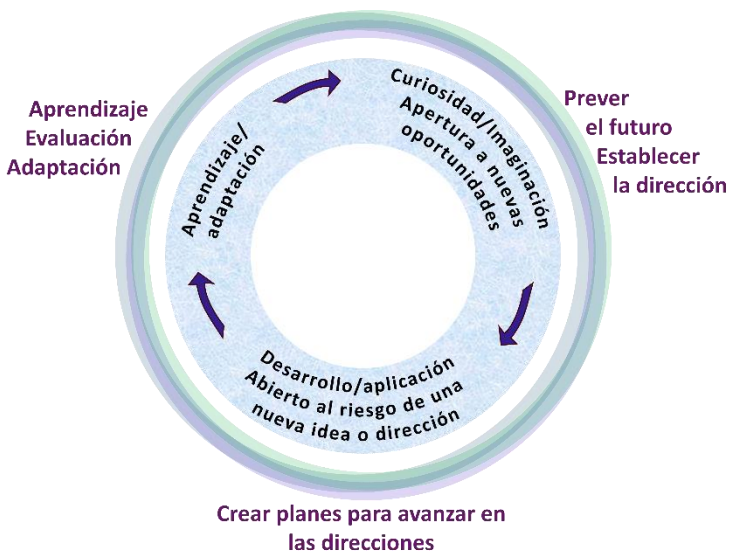 Aprendizaje
Evaluación
Adaptación
Prever
el futuro
Establecer
la dirección
Aprendizaje/
adaptación
Curiosidad/Imaginación
Apertura a nuevas
oportunidades
Desarrollo/aplicación
Abierto al riesgo de una
nueva idea o dirección
Crear planes para avanzar en
las direcciones